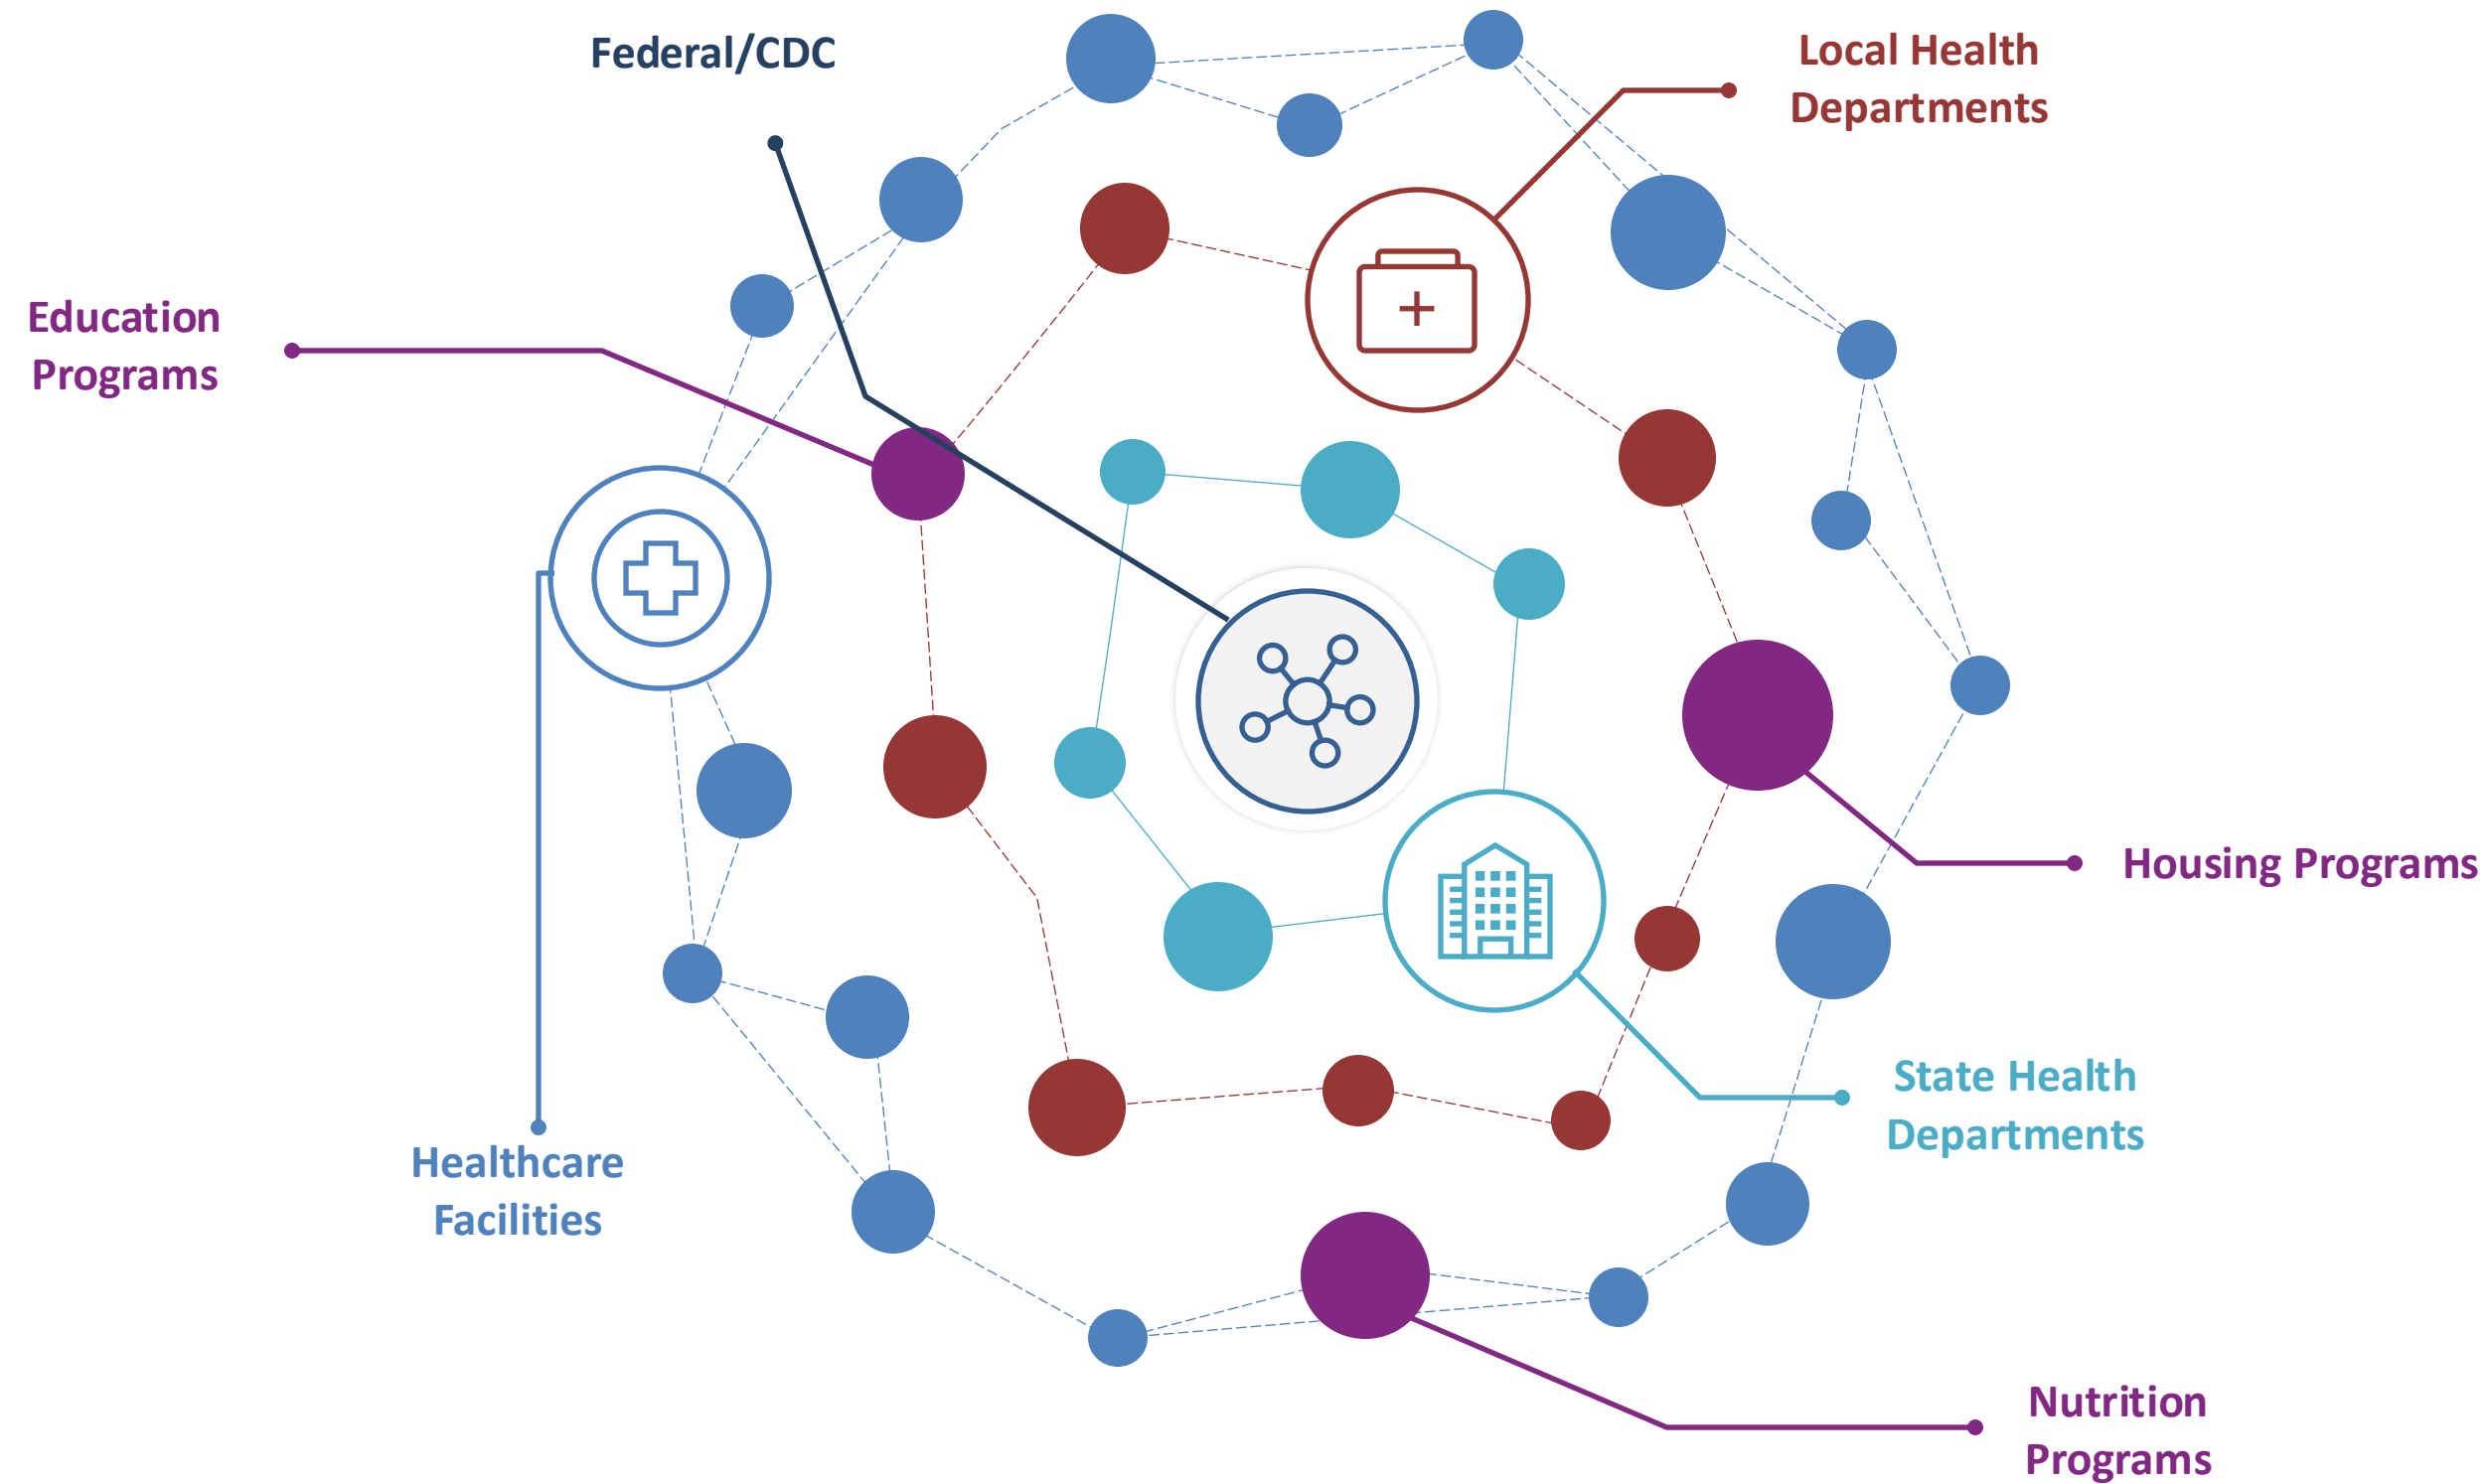 Federal/CDC
Local Health
Departments
Education
Programs
Housing Programs
State Health
Departments
Healthcare
Facilities
Nutrition
Programs